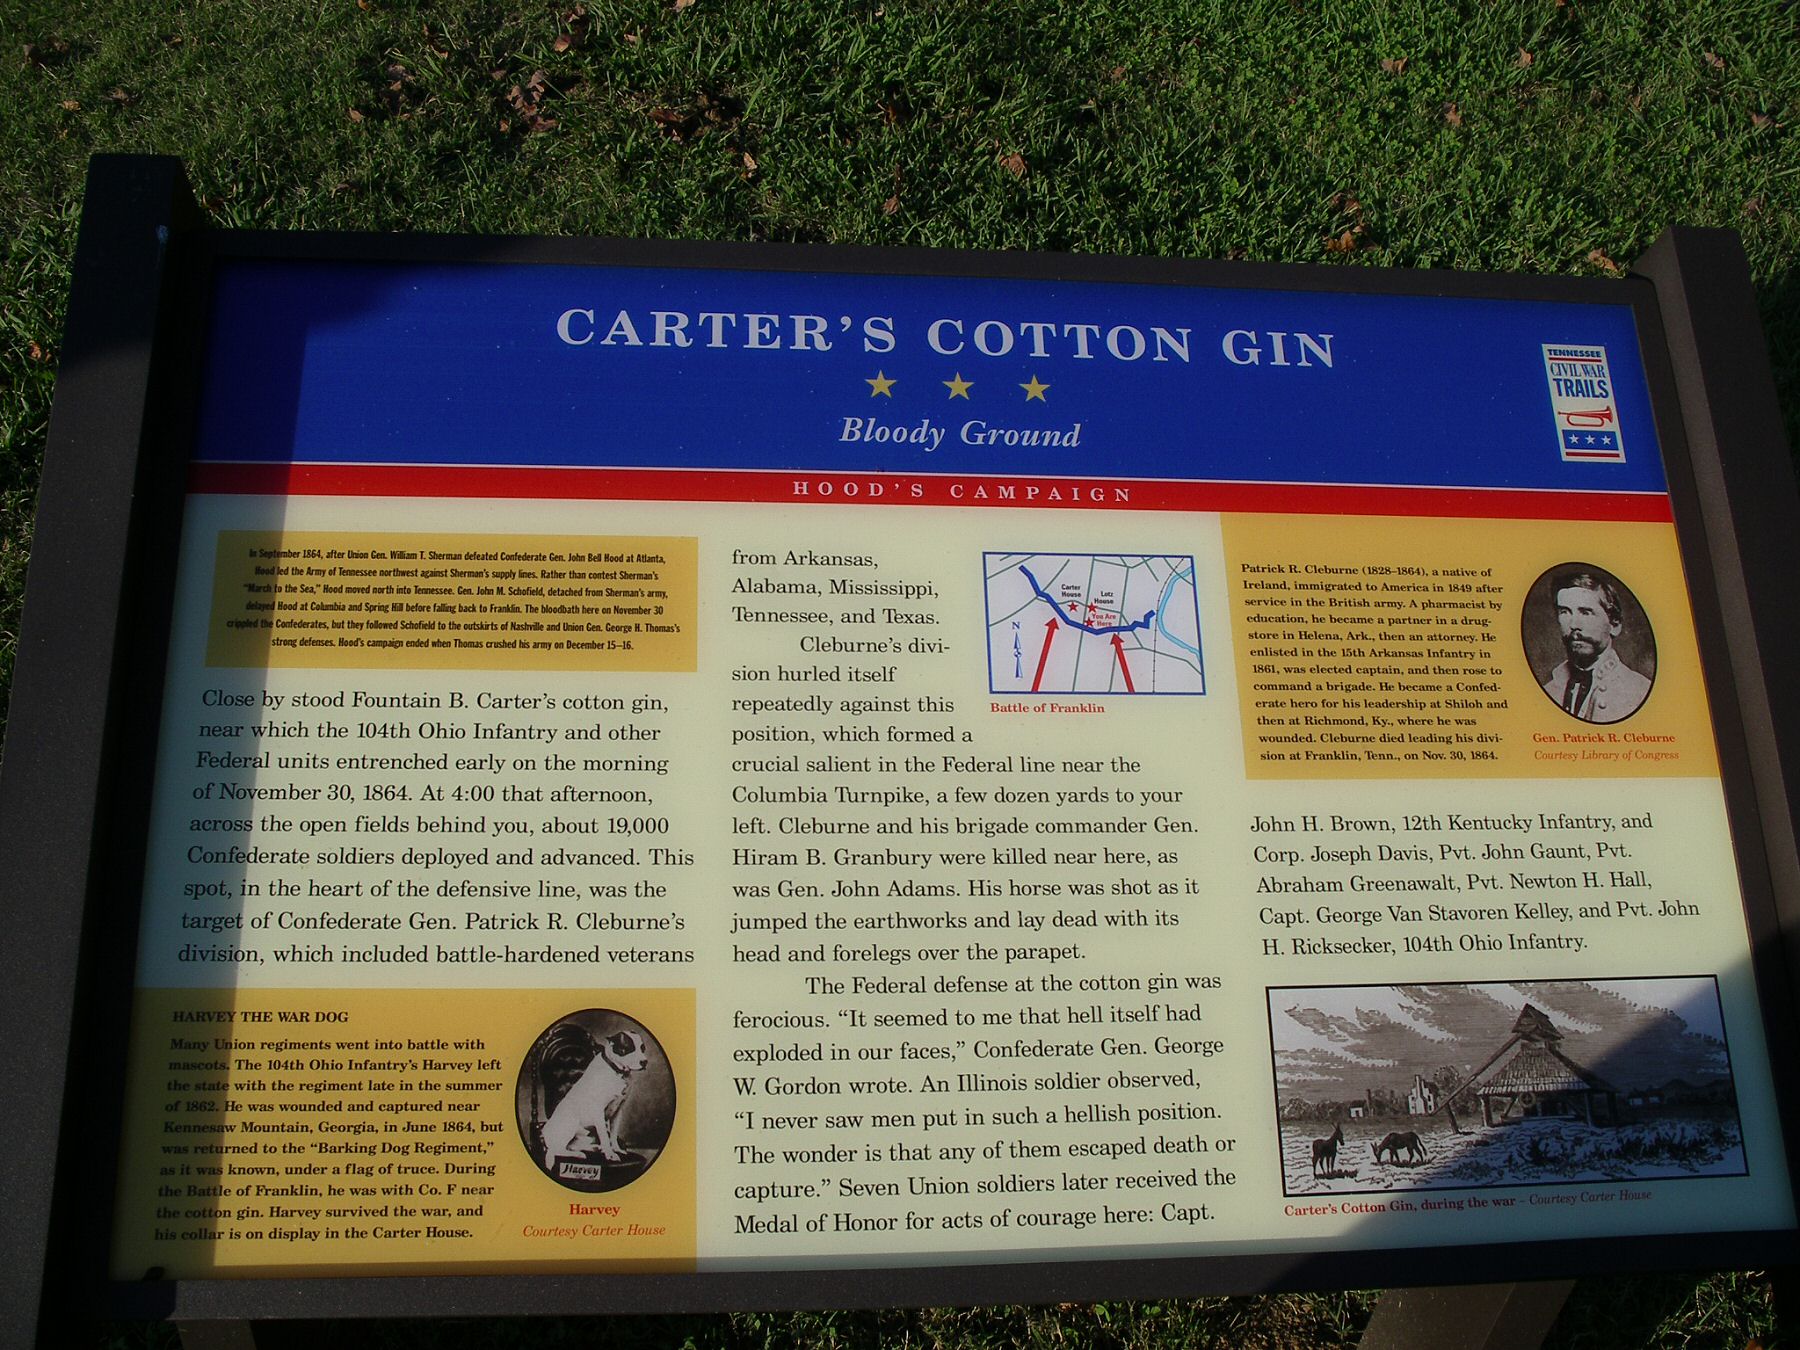 CARTER'S COTTON GIN
Bloody Ground
TENNESSEE
CIVIL WAR
TRAILS
HOOD'S CAMPAIGN
In September 1864, after Union Gen. William T. Sherman defeated Confederate Gen. John Bell Hood at Atlanta,
Hood led the Army of Tennessee northwest against Sherman's supply lines. Rather than contest Sherman's
"March to the Sea," Hood moved north into Tennessee. Gen. John M. Schofield, detached from Sherman's army,
delayed Hood at Columbia and Spring Hill before falling back to Franklin. The bloodbath here on November 30
crippled the Confederates, but they followed Schofield to the outskirts of Nashville and Union Gen. George H. Thomas's
strong defenses. Hood's campaign ended when Thomas crushed his army on December 15–16.
Close by stood Fountain B. Carter's cotton gin,
near which the 104th Ohio Infantry and other
Federal units entrenched early on the morning
of November 30, 1864. At 4:00 that afternoon,
across the open fields behind you, about 19,000
Confederate soldiers deployed and advanced. This
spot, in the heart of the defensive line, was the
target of Confederate Gen. Patrick R. Cleburne's
division, which included battle-hardened veterans
HARVEY THE WAR DOG
Many Union regiments went into battle with
mascots. The 104th Ohio Infantry's Harvey left
the state with the regiment late in the summer
of 1862. He was wounded and captured near
Kennesaw Mountain, Georgia, in June 1864, but
was returned to the "Barking Dog Regiment,"
as it was known, under a flag of truce. During
the Battle of Franklin, he was with Co. F near
the cotton gin. Harvey survived the war, and
his collar is on display in the Carter House.
Harvey
Harvey
Courtesy Carter House
from Arkansas,
Alabama, Mississippi,
Tennessee, and Texas.
Cleburne's divi-
sion hurled itself
repeatedly against this
position, which formed a
crucial salient in the Federal line near the
Columbia Turnpike, a few dozen yards to your
left. Cleburne and his brigade commander Gen.
Hiram B. Granbury were killed near here, as
was Gen. John Adams. His horse was shot as it
jumped the earthworks and lay dead with its
head and forelegs over the parapet.
The Federal defense at the cotton gin was
ferocious. "It seemed to me that hell itself had
exploded in our faces," Confederate Gen. George
W. Gordon wrote. An Illinois soldier observed,
"I never saw men put in such a hellish position.
The wonder is that any of them escaped death or
capture." Seven Union soldiers later received the
Medal of Honor for acts of courage here: Capt.
Carter
House
Lotz
House
You Are
Here
N
Battle of Franklin
Patrick R. Cleburne (1828–1864), a native of
Ireland, immigrated to America in 1849 after
service in the British army. A pharmacist by
education, he became a partner in a drug-
store in Helena, Ark., then an attorney. He
enlisted in the 15th Arkansas Infantry in
1861, was elected captain, and then rose to
command a brigade. He became a Confed-
erate hero for his leadership at Shiloh and
then at Richmond, Ky., where he was
wounded. Cleburne died leading his divi-
sion at Franklin, Tenn., on Nov. 30, 1864.
Gen. Patrick R. Cleburne
Courtesy Library of Congress
John H. Brown, 12th Kentucky Infantry, and
Corp. Joseph Davis, Pvt. John Gaunt, Pvt.
Abraham Greenawalt, Pvt. Newton H. Hall,
Capt. George Van Stavoren Kelley, and Pvt. John
H. Ricksecker, 104th Ohio Infantry.
Carter's Cotton Gin, during the war – Courtesy Carter House